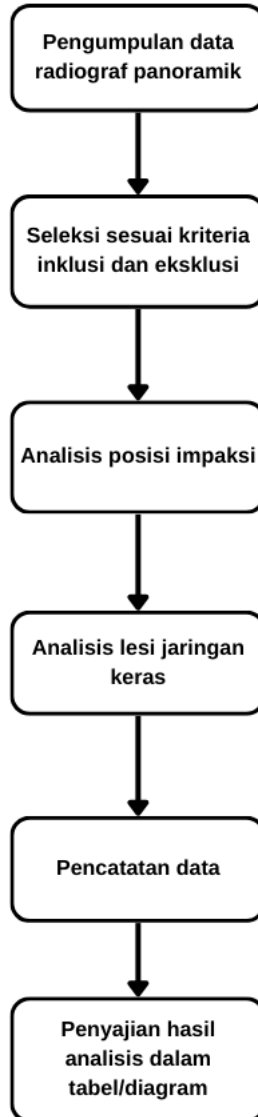 Pengumpulan data
radiograf panoramik
Seleksi sesuai kriteria
inklusi dan eksklusi
Analisis posisi impaksi
Analisis lesi jaringan
keras
Pencatatan data
Penyajian hasil
analisis dalam
tabel/diagram